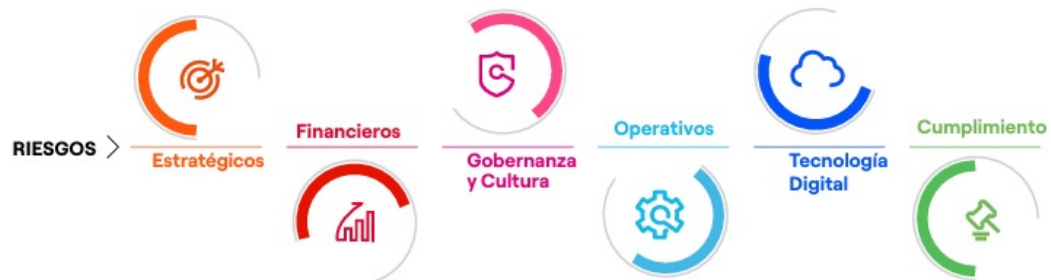 RIESGOS
Estratégicos
Financieros
Gobernanza
y Cultura
Operativos
Tecnología
Digital
Cumplimiento